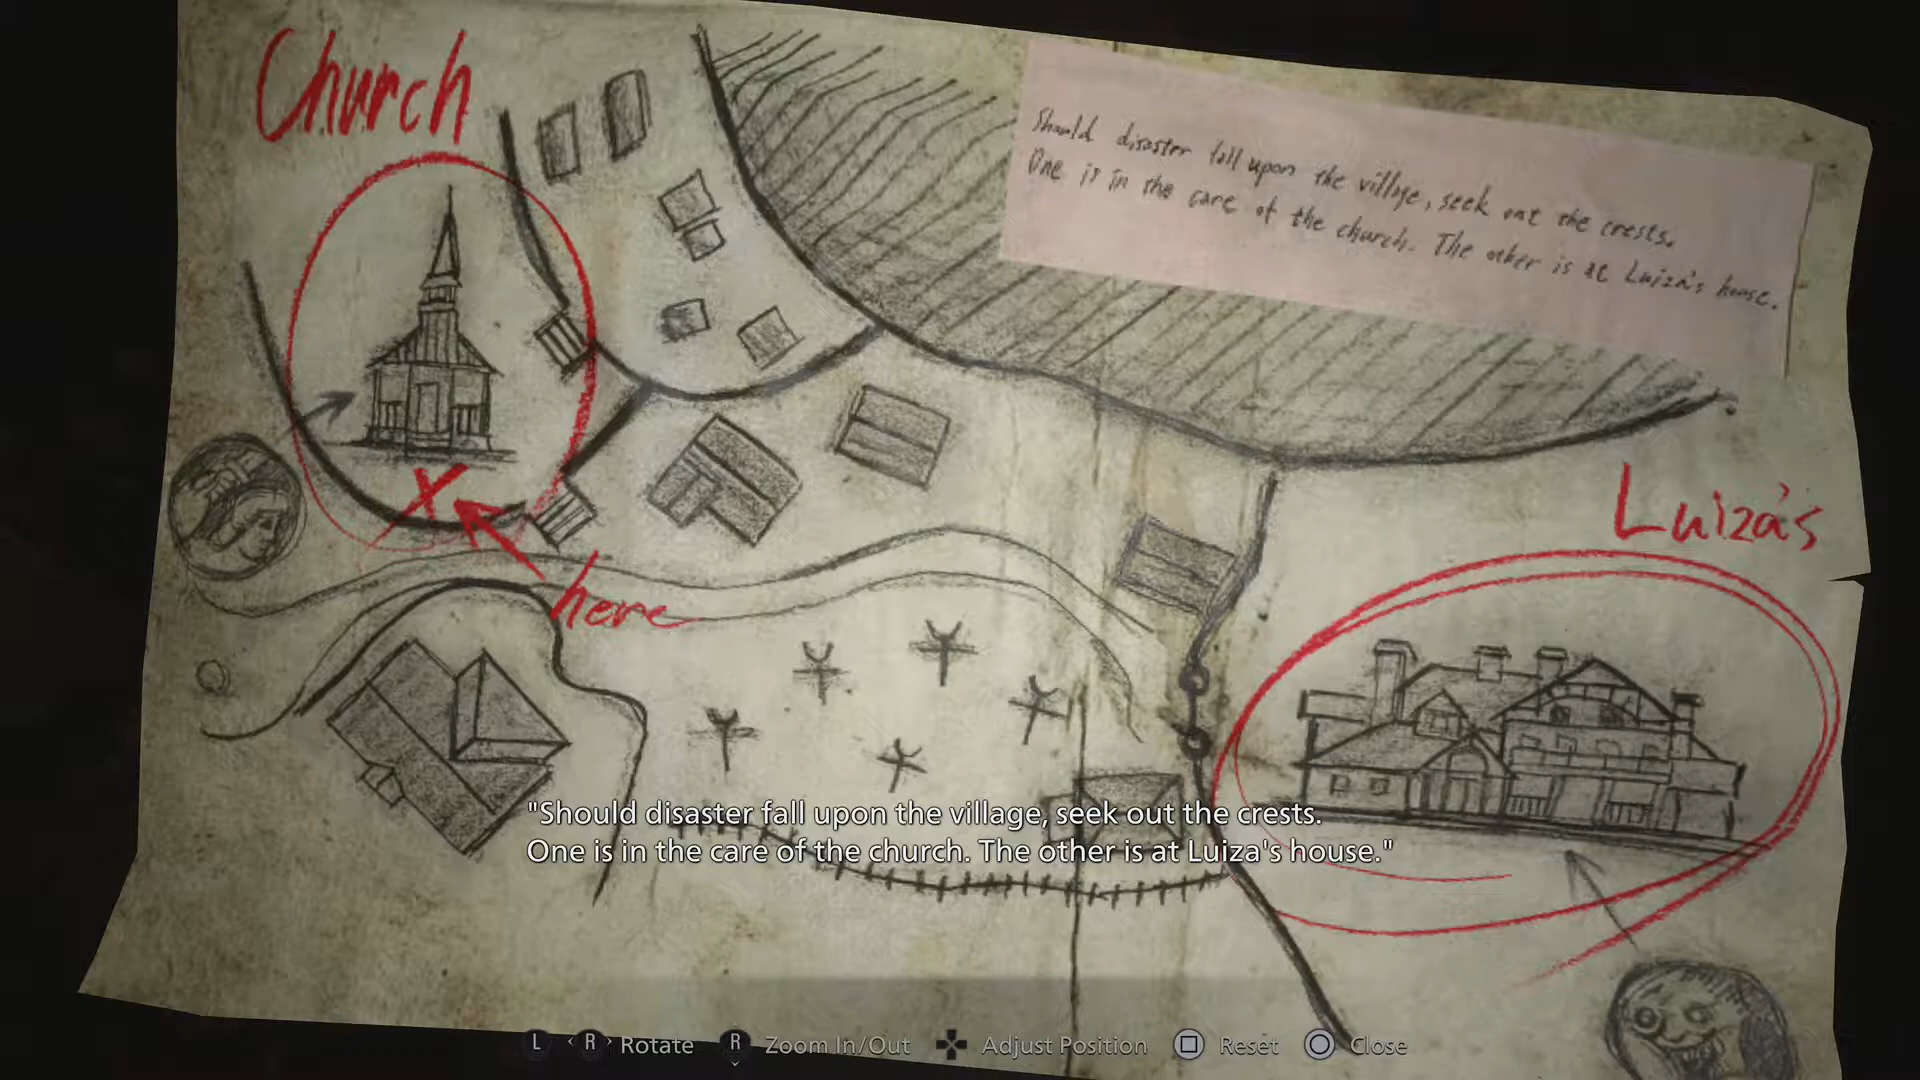 Church
Should disaster fall upon the village, seek out the crests.
One is in the care of the church. The other is at Luiza's house.
Luiza's
X
here
"Should disaster fall upon the village, seek out the crests.
One is in the care of the church. The other is at Luiza's house."
L R Rotate R Zoom In/Out Adjust Position Reset Close